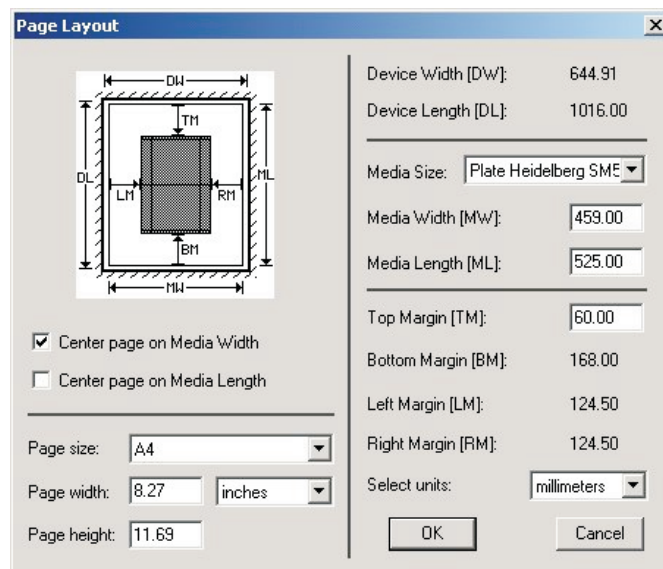 Page Layout
DW
TM
DL
ML
LM
RM
BM
MW
Center page on Media Width
Center page on Media Length
Page size: A4
Page width: 8.27 inches
Page height: 11.69
Device Width [DW]: 644.91
Device Length [DL]: 1016.00
Media Size: Plate Heidelberg SM5
Media Width [MW]: 459.00
Media Length [ML]: 525.00
Top Margin [TM]: 60.00
Bottom Margin [BM]: 168.00
Left Margin [LM]: 124.50
Right Margin [RM]: 124.50
Select units: millimeters
OK Cancel